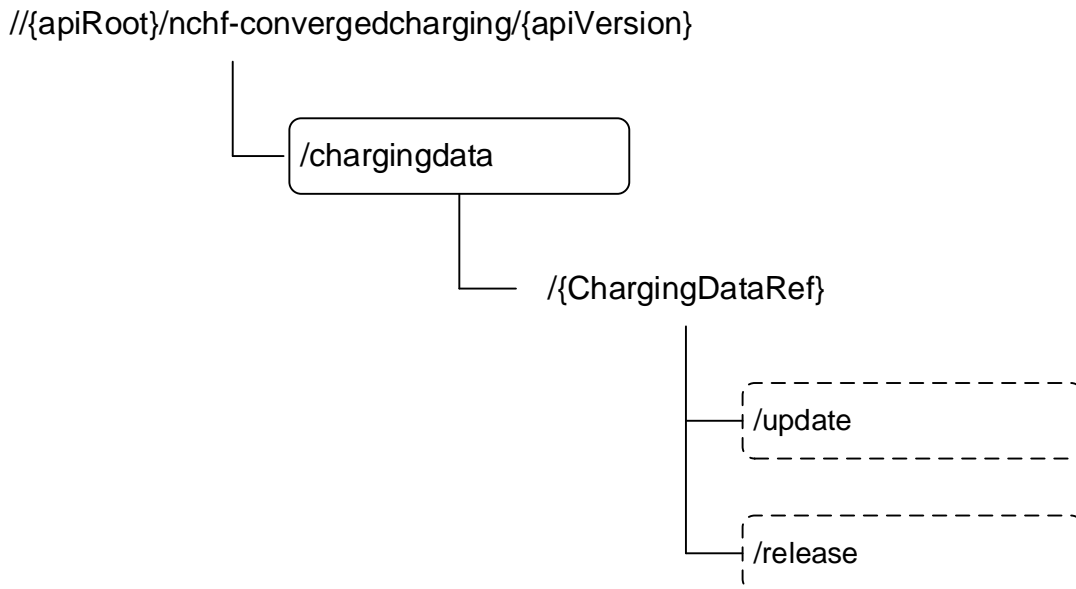 //{apiRoot}/nchf-convergedcharging/{apiVersion}
/chargingdata
/{ChargingDataRef}
/update
/release